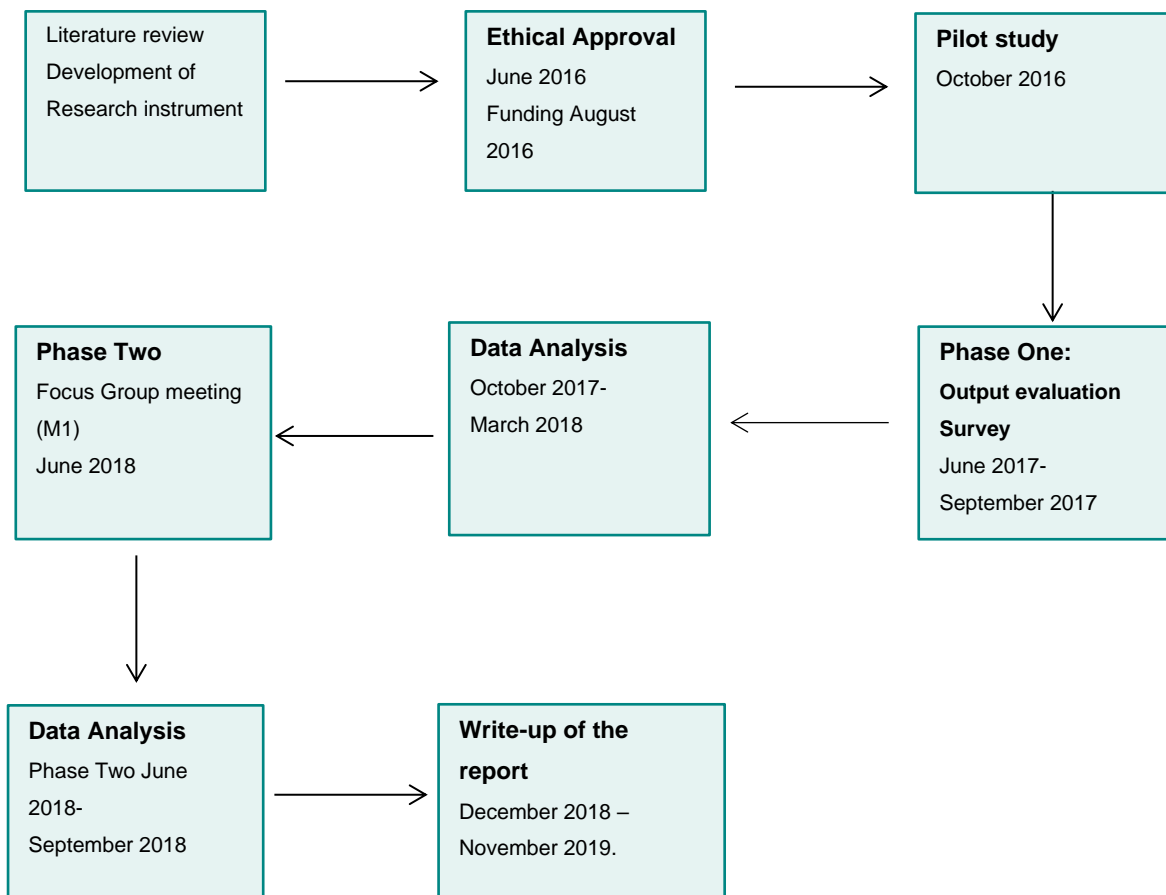 Literature review
Development of
Research instrument
Ethical Approval
June 2016
Funding August
2016
Pilot study
October 2016
Phase One:
Output evaluation
Survey
June 2017-
September 2017
Data Analysis
October 2017-
March 2018
Phase Two
Focus Group meeting
(M1)
June 2018
Data Analysis
Phase Two June
2018-
September 2018
Write-up of the
report
December 2018 –
November 2019.